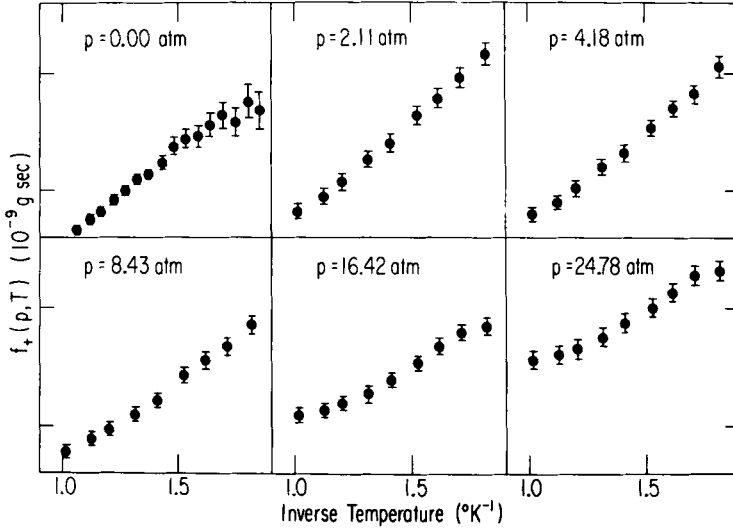 p = 0.00 atm
p = 2.11 atm
p = 4.18 atm
p = 8.43 atm
p = 16.42 atm
p = 24.78 atm
f₊(p,T) (10⁻⁹ g sec)
1.0 1.5 1.0 1.5 1.0 1.5
Inverse Temperature (°K⁻¹)